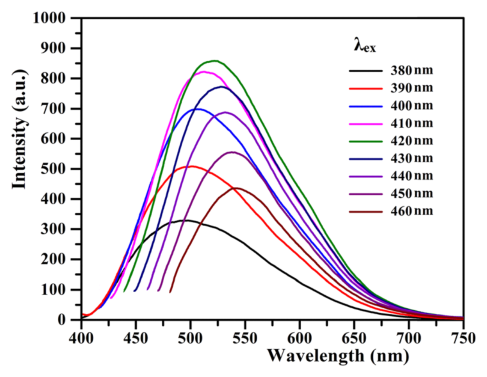 Intensity (a.u.)
1000
900
800
700
600
500
400
300
200
100
0
λex
380 nm
390 nm
400 nm
410 nm
420 nm
430 nm
440 nm
450 nm
460 nm
400 450 500 550 600 650 700 750
Wavelength (nm)